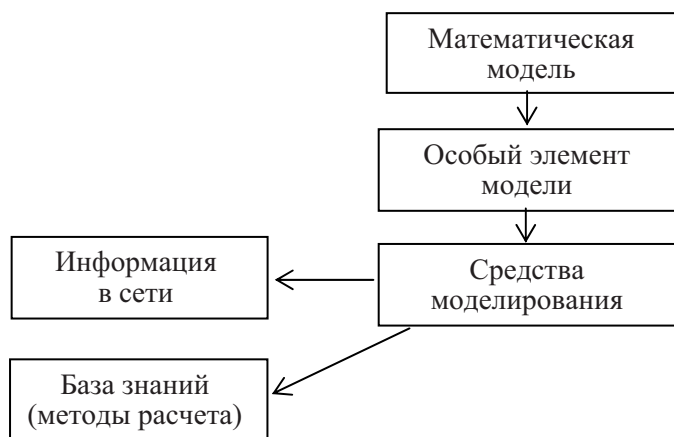 Математическая
модель
Особый элемент
модели
Информация
в сети
Средства
моделирования
База знаний
(методы расчета)